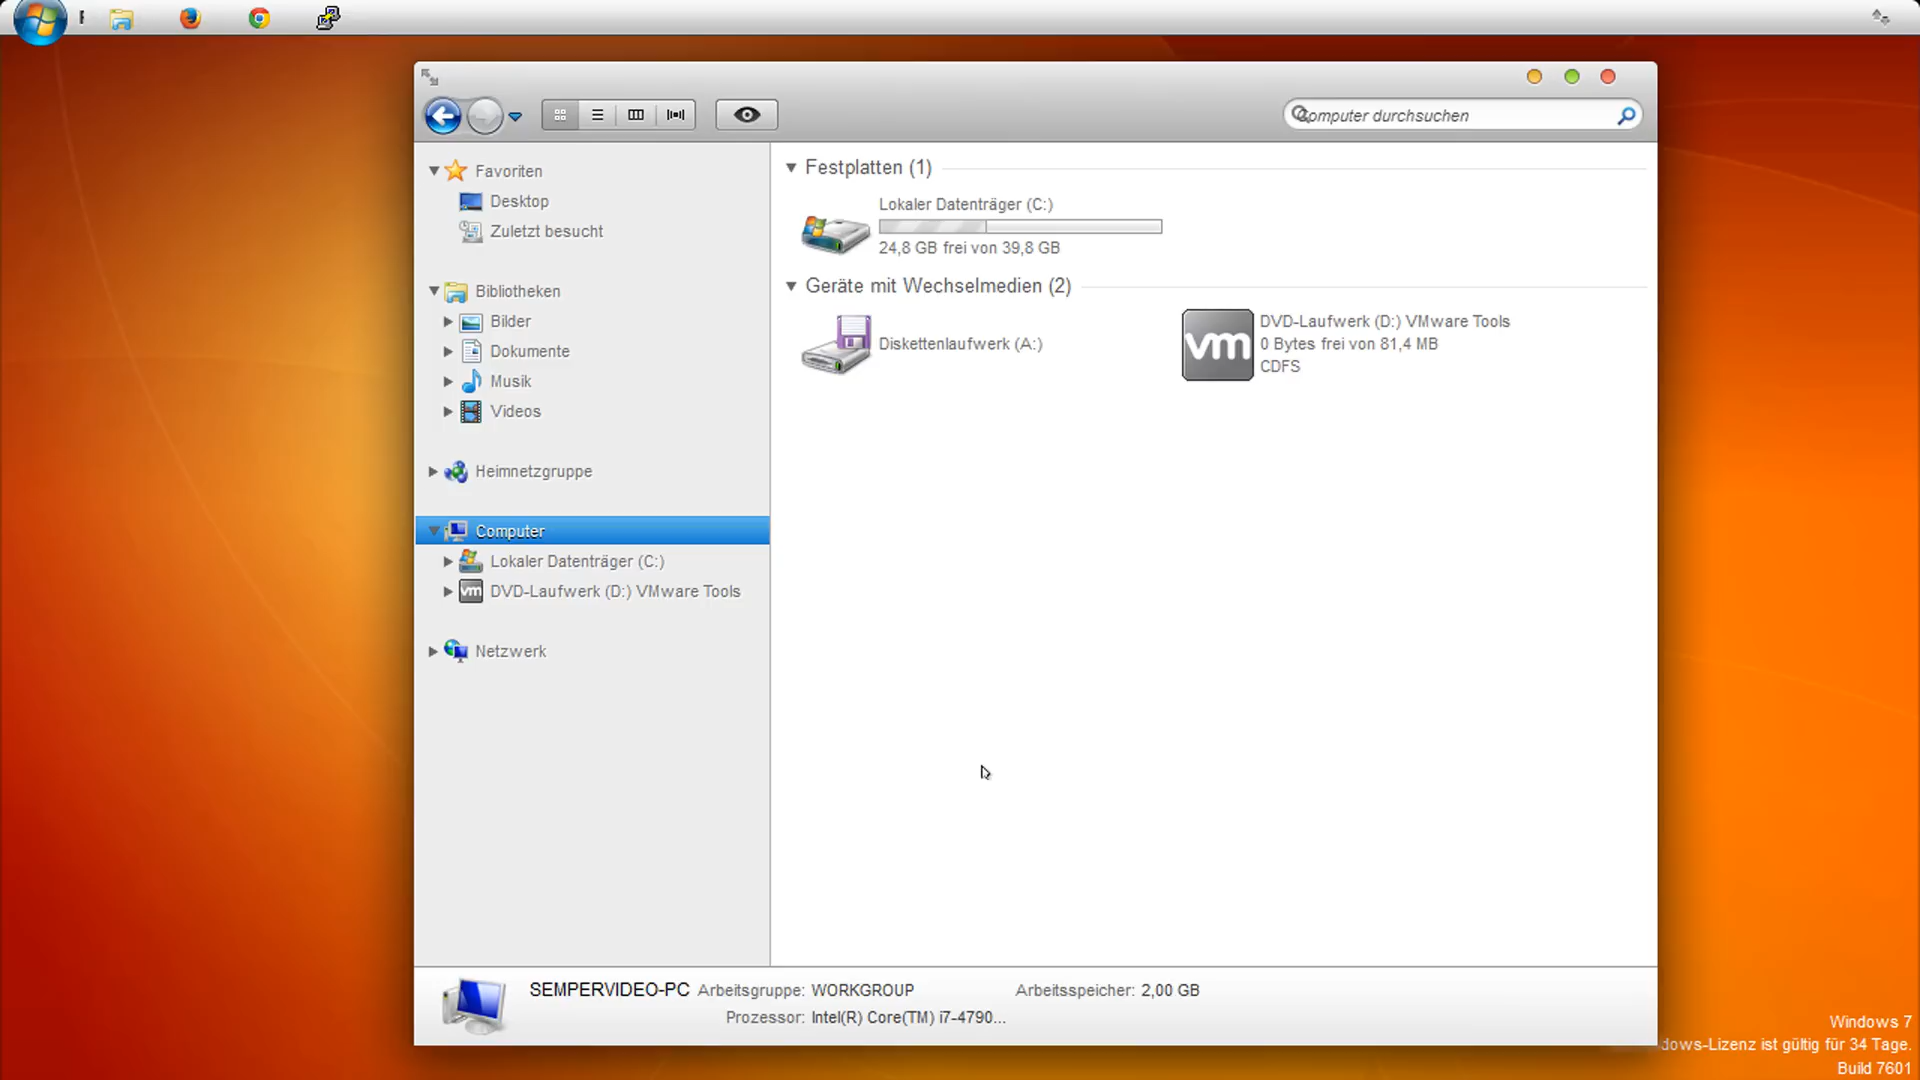 Computer durchsuchen
Favoriten
Desktop
Zuletzt besucht
Bibliotheken
Bilder
Dokumente
Musik
Videos
Heimnetzgruppe
Computer
Lokaler Datenträger (C:)
vm DVD-Laufwerk (D:) VMware Tools
Netzwerk
Festplatten (1)
Lokaler Datenträger (C:)
24,8 GB frei von 39,8 GB
Geräte mit Wechselmedien (2)
Diskettenlaufwerk (A:)
vm
DVD-Laufwerk (D:) VMware Tools
0 Bytes frei von 81,4 MB
CDFS
SEMPERVIDEO-PC Arbeitsgruppe: WORKGROUP Arbeitsspeicher: 2,00 GB
Prozessor: Intel(R) Core(TM) i7-4790...
Windows 7
dows-Lizenz ist gültig für 34 Tage.
Build 7601